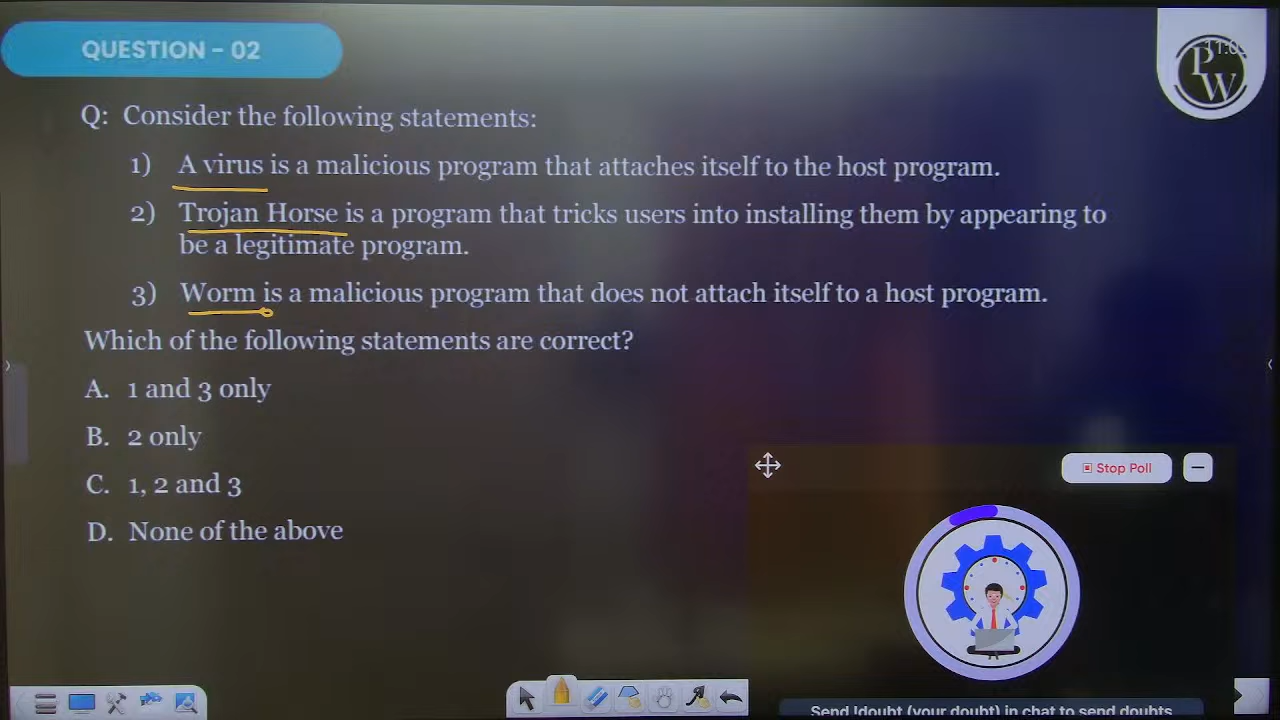 QUESTION - 02
11:0
PW
Q: Consider the following statements:
1) A virus is a malicious program that attaches itself to the host program.
2) Trojan Horse is a program that tricks users into installing them by appearing to
be a legitimate program.
3) Worm is a malicious program that does not attach itself to a host program.
Which of the following statements are correct?
A. 1 and 3 only
B. 2 only
C. 1, 2 and 3
D. None of the above
Stop Poll
Send !doubt (your doubt) in chat to send doubts